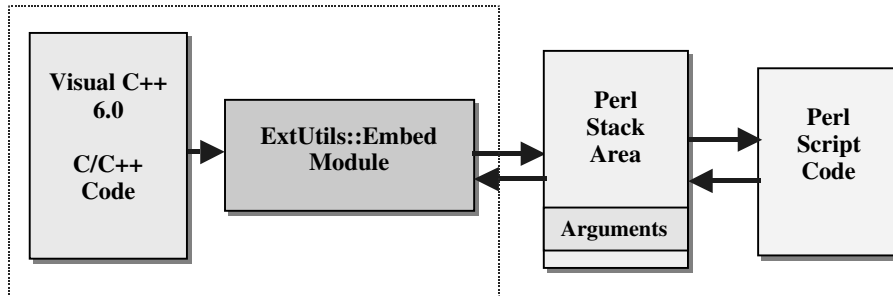 Visual C++
6.0
C/C++
Code
ExtUtils::Embed
Module
Perl
Stack
Area
Arguments
Perl
Script
Code